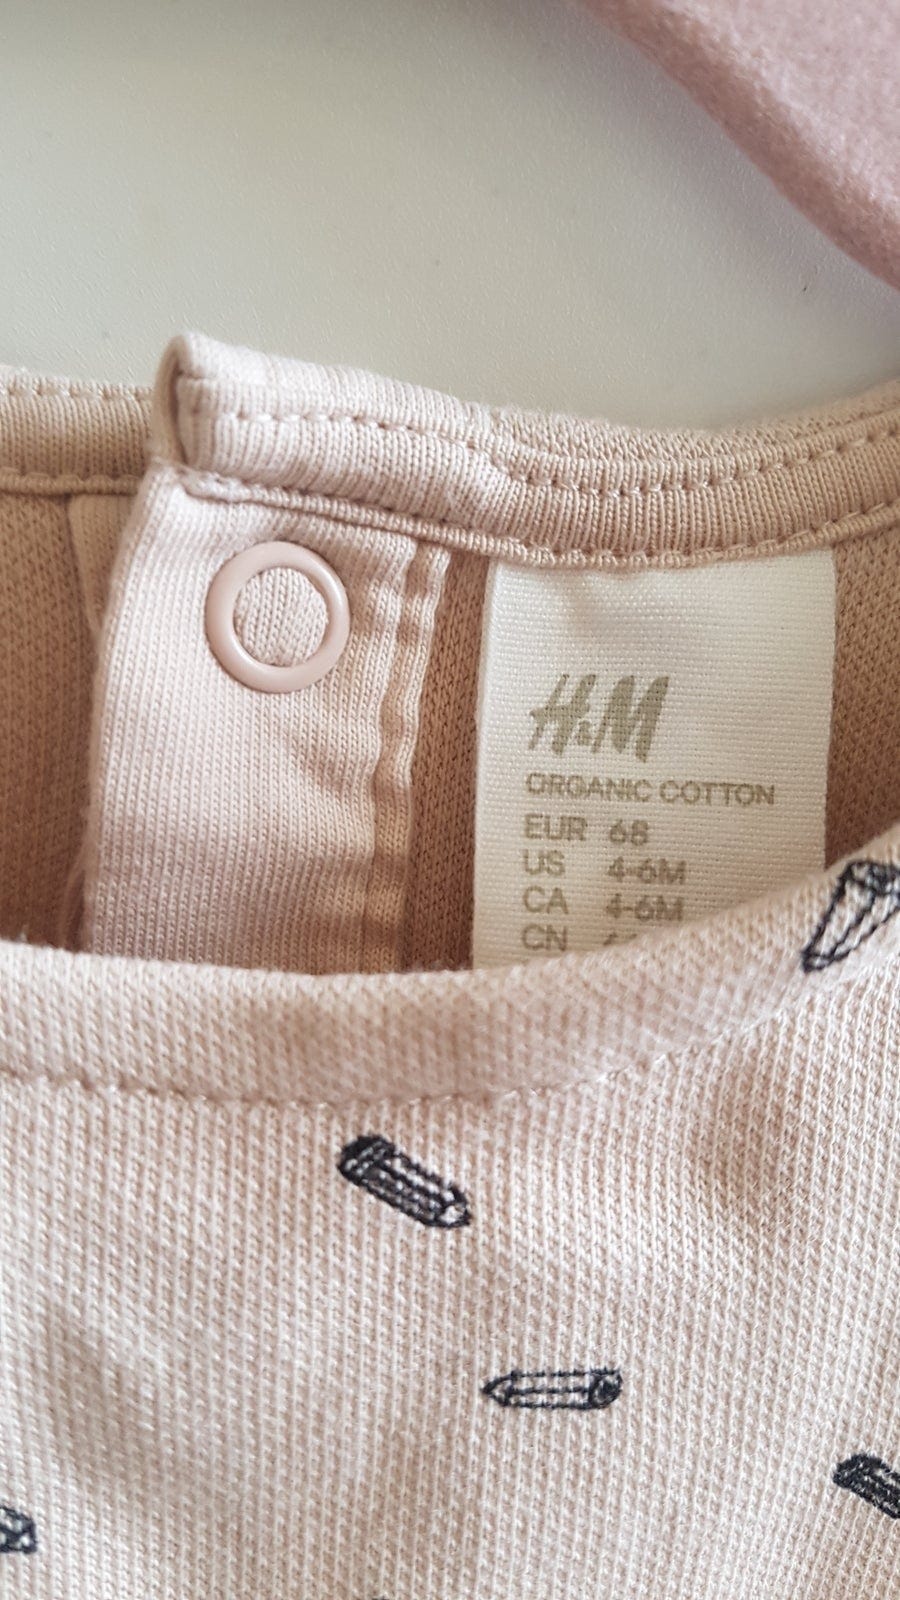 H&M
ORGANIC COTTON
EUR 68
US 4-6M
CA 4-6M
CN